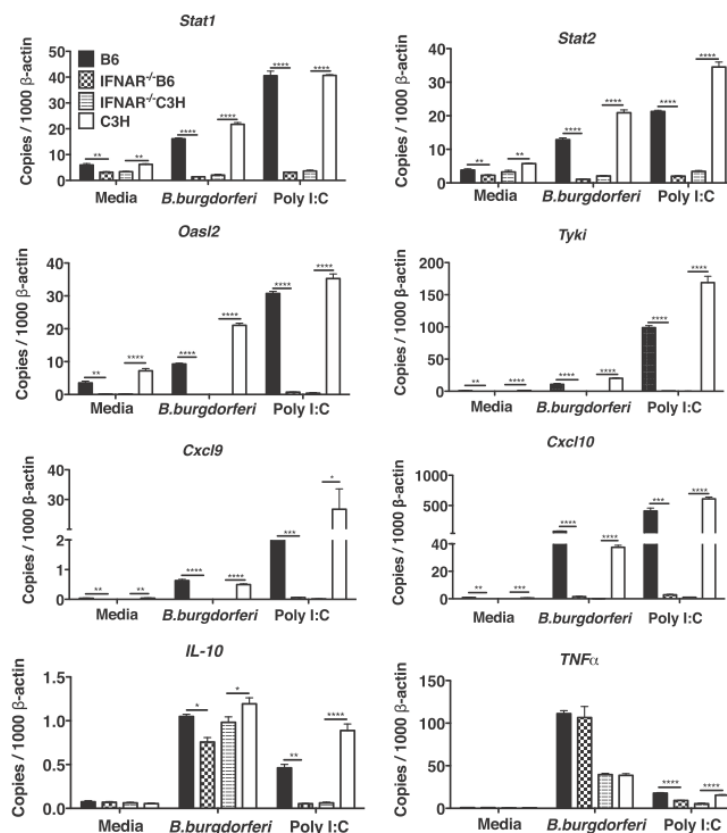 Stat1
Copies / 1000 β-actin
50
40
30
20
10
0
B6
IFNAR-/-B6
IFNAR-/-C3H
C3H
**
**
****
****
****
****
Media
B.burgdorferi
Poly I:C
Stat2
Copies / 1000 β-actin
40
30
20
10
0
**
**
****
****
****
****
Media
B.burgdorferi
Poly I:C
Oasl2
Copies / 1000 β-actin
40
30
20
10
0
**
****
****
****
****
****
Media
B.burgdorferi
Poly I:C
Tyki
Copies / 1000 β-actin
200
150
100
50
0
**
****
****
****
****
****
Media
B.burgdorferi
Poly I:C
Cxcl9
Copies / 1000 β-actin
40
30
2
1
0
**
**
****
****
***
*
Media
B.burgdorferi
Poly I:C
Cxcl10
Copies / 1000 β-actin
1000
500
40
20
0
**
***
****
****
***
****
Media
B.burgdorferi
Poly I:C
IL-10
Copies / 1000 β-actin
1.5
1.0
0.5
0.0
*
*
**
****
Media
B.burgdorferi
Poly I:C
TNFα
Copies / 1000 β-actin
150
100
50
0
****
****
Media
B.burgdorferi
Poly I:C